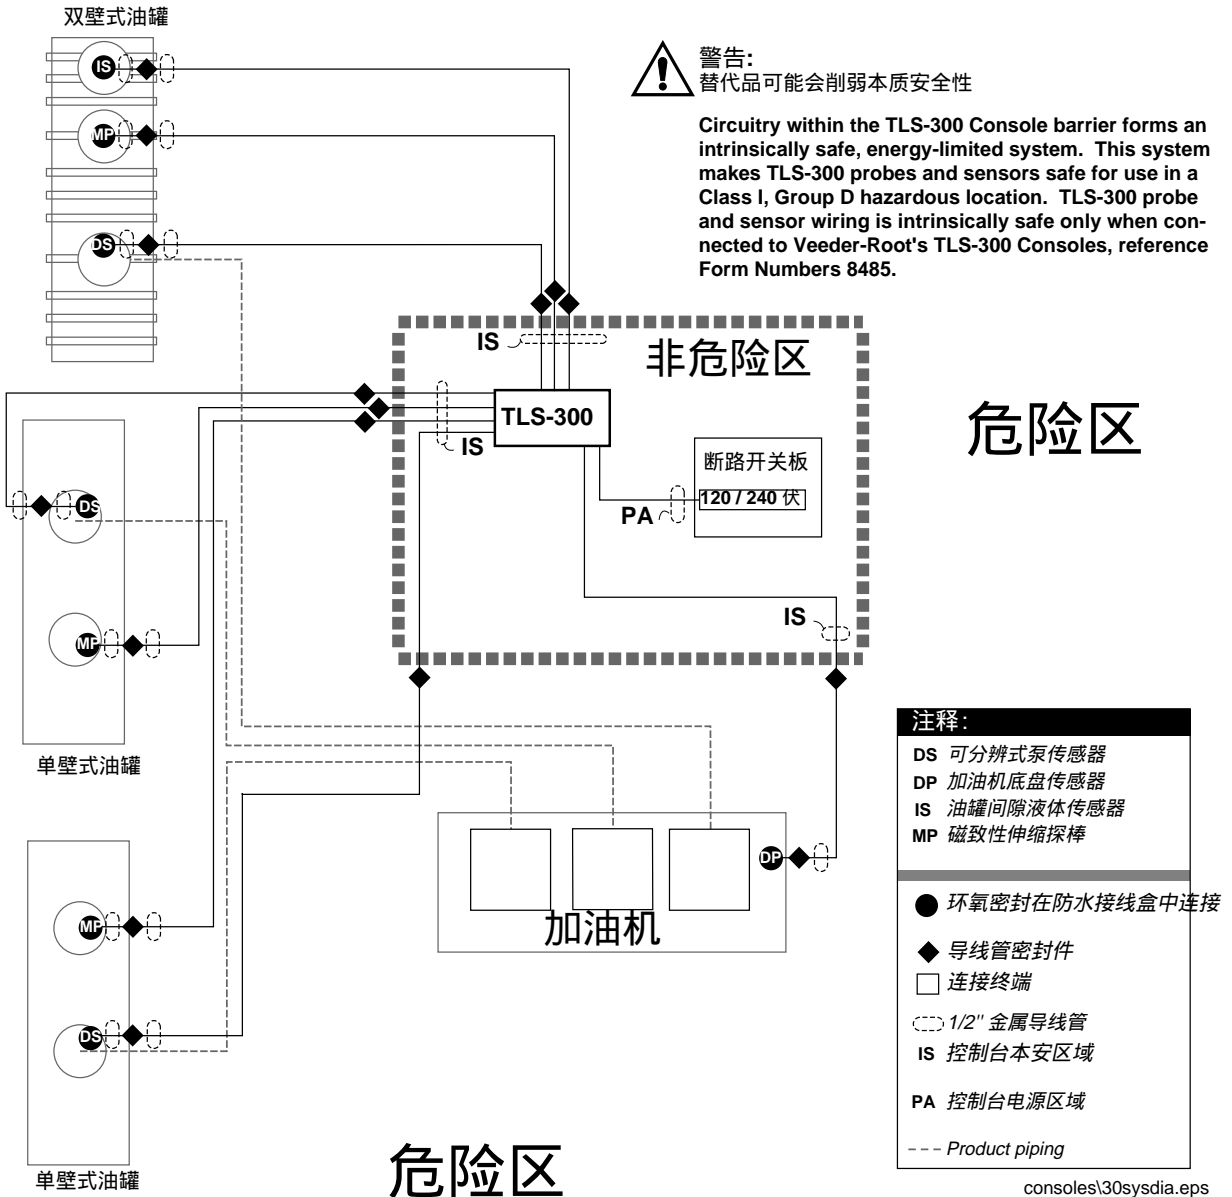 双壁式油罐
IS
MP
DS
警告:
替代品可能会削弱本质安全性
Circuitry within the TLS-300 Console barrier forms an
intrinsically safe, energy-limited system.  This system
makes TLS-300 probes and sensors safe for use in a
Class I, Group D hazardous location.  TLS-300 probe
and sensor wiring is intrinsically safe only when con-
nected to Veeder-Root's TLS-300 Consoles, reference
Form Numbers 8485.
IS
非危险区
TLS-300
IS
断路开关板
120 / 240 伏
PA
IS
危险区
DS
MP
单壁式油罐
MP
DS
单壁式油罐
DP
加油机
危险区
注释:
DS 可分辨式泵传感器
DP 加油机底盘传感器
IS 油罐间隙液体传感器
MP 磁致性伸缩探棒
环氧密封在防水接线盒中连接
导线管密封件
连接终端
1/2" 金属导线管
IS 控制台本安区域
PA 控制台电源区域
Product piping
consoles\30sysdia.eps